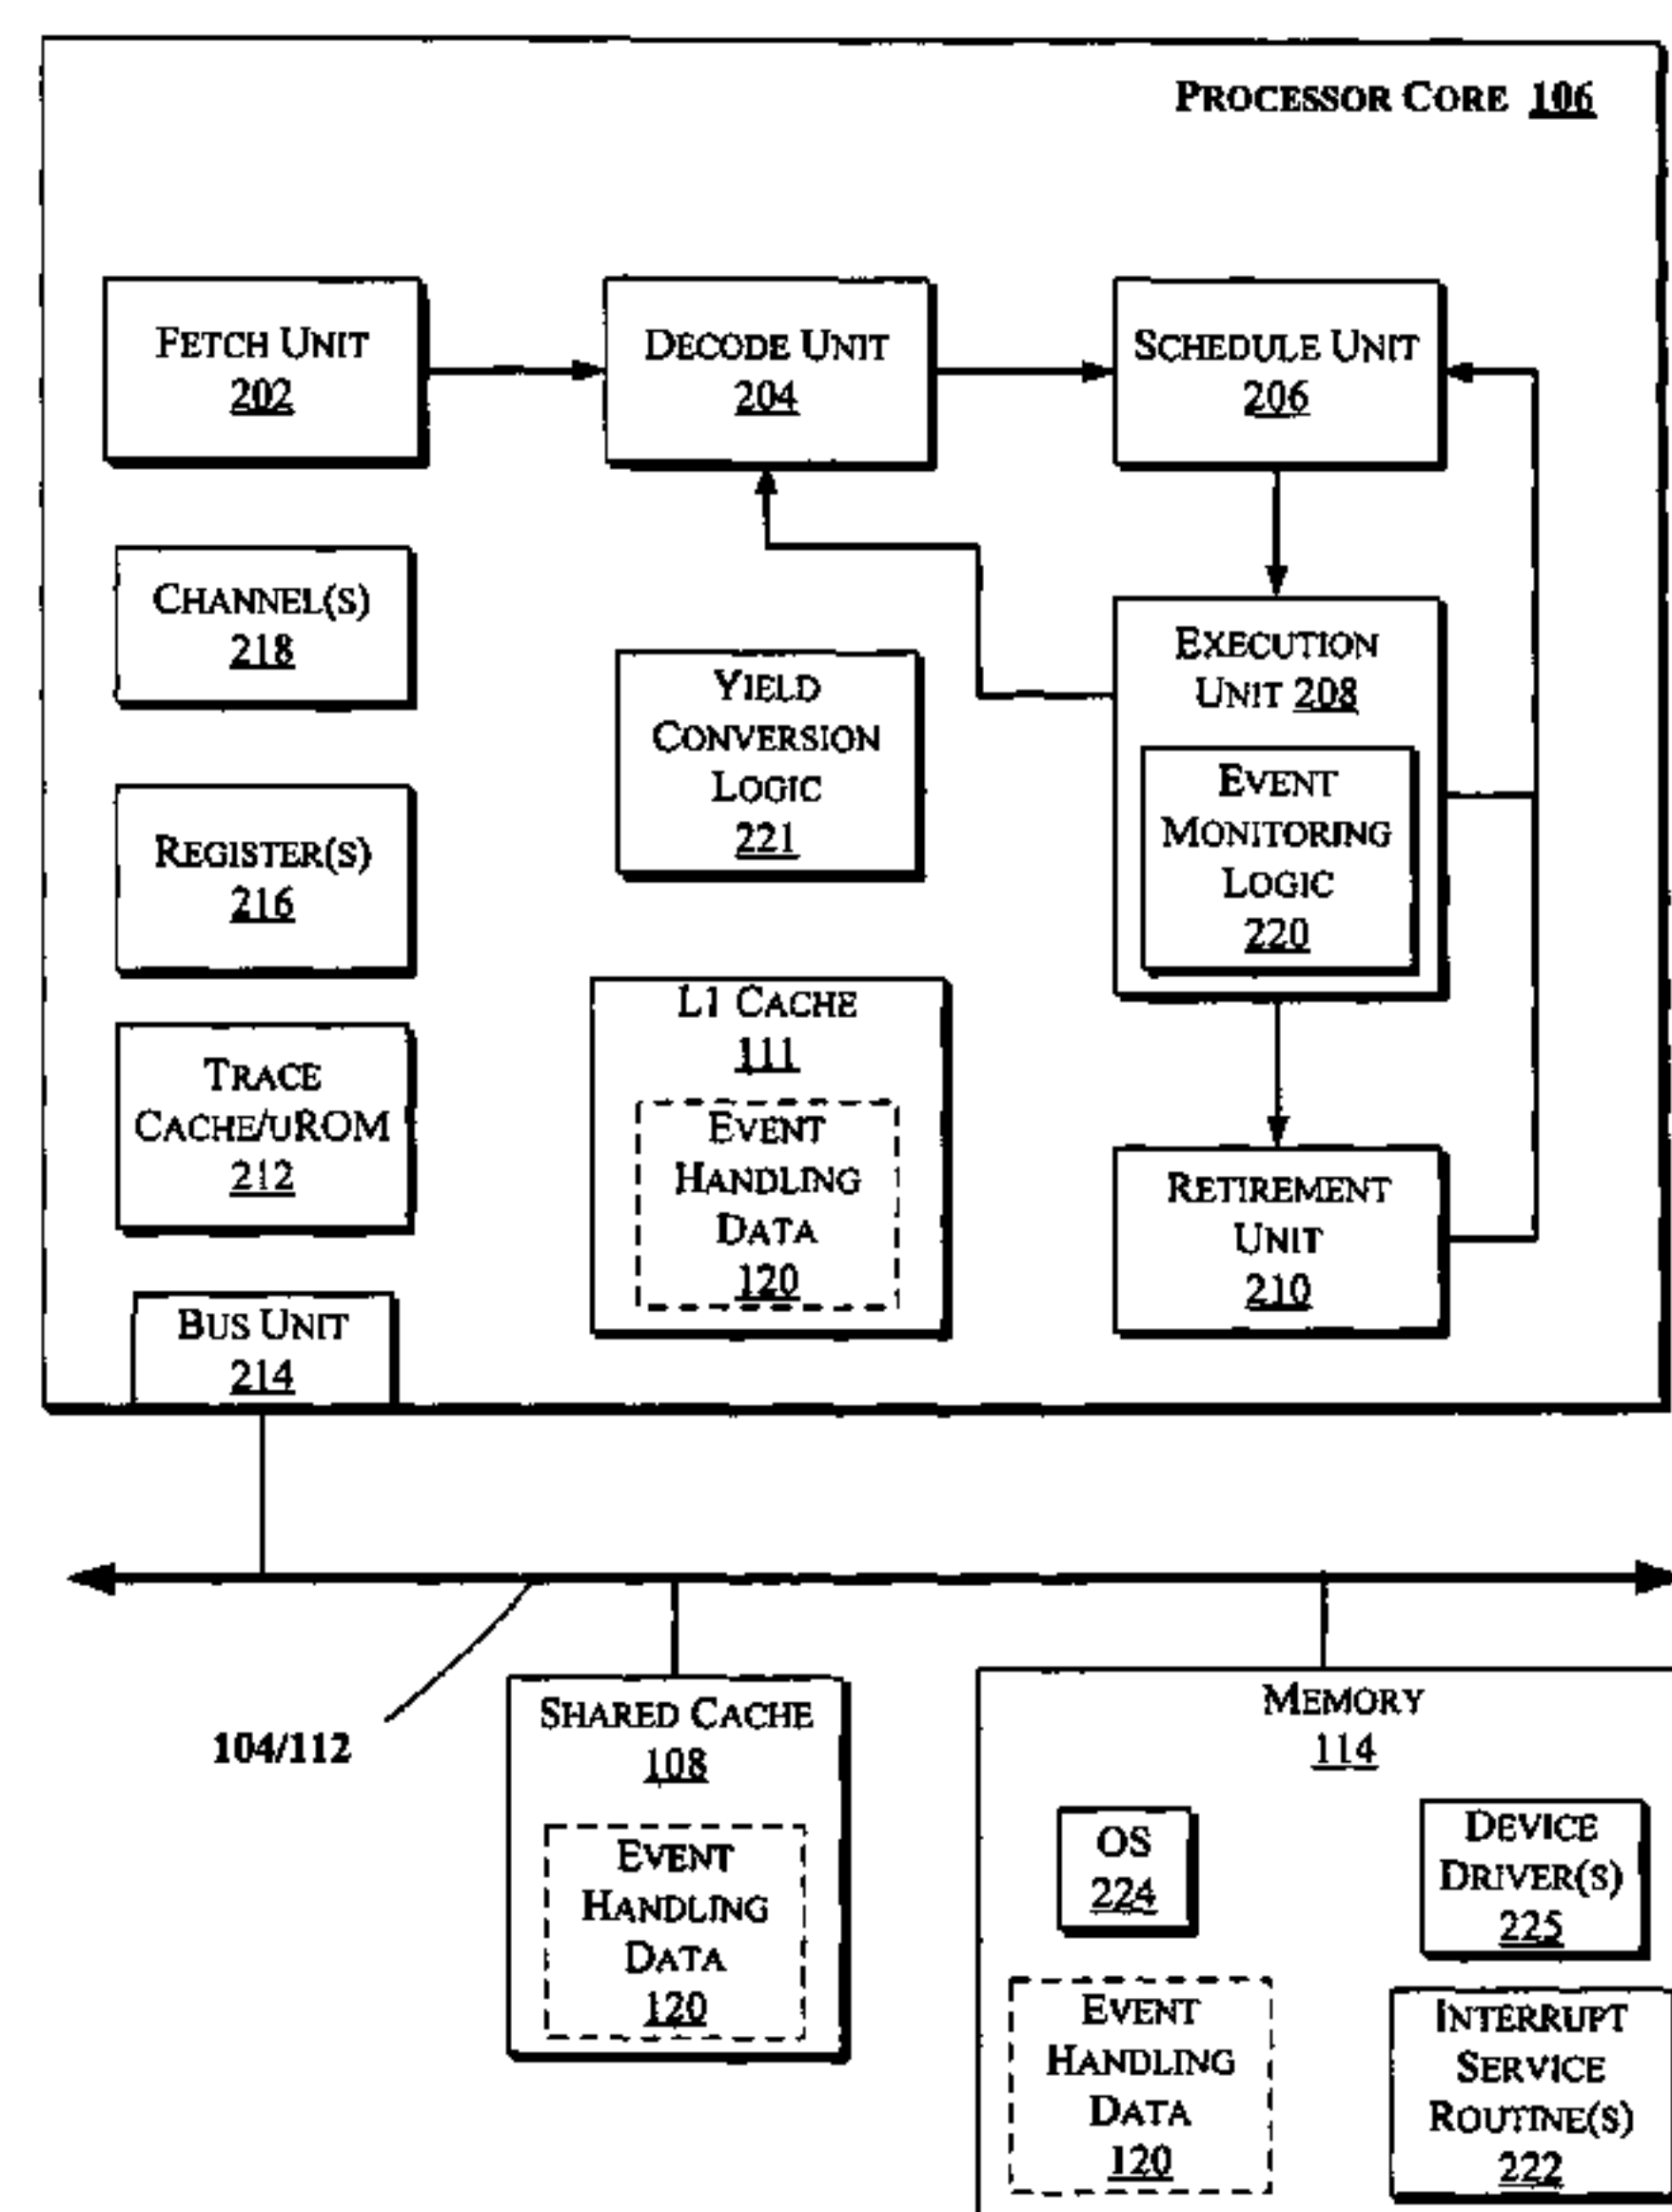 PROCESSOR CORE 106
FETCH UNIT
202
DECODE UNIT
204
SCHEDULE UNIT
206
CHANNEL(S)
218
YIELD
CONVERSION
LOGIC
221
EXECUTION
UNIT 208
EVENT
MONITORING
LOGIC
220
REGISTER(S)
216
L1 CACHE
111
EVENT
HANDLING
DATA
120
TRACE
CACHE/UROM
212
RETIREMENT
UNIT
210
BUS UNIT
214
104/112
SHARED CACHE
108
EVENT
HANDLING
DATA
120
MEMORY
114
OS
224
DEVICE
DRIVER(S)
225
EVENT
HANDLING
DATA
120
INTERRUPT
SERVICE
ROUTINE(S)
222